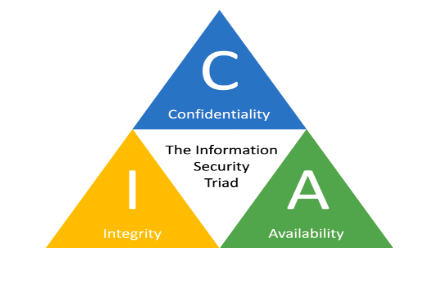 C
Confidentiality
The Information
Security
Triad
I
Integrity
A
Availability